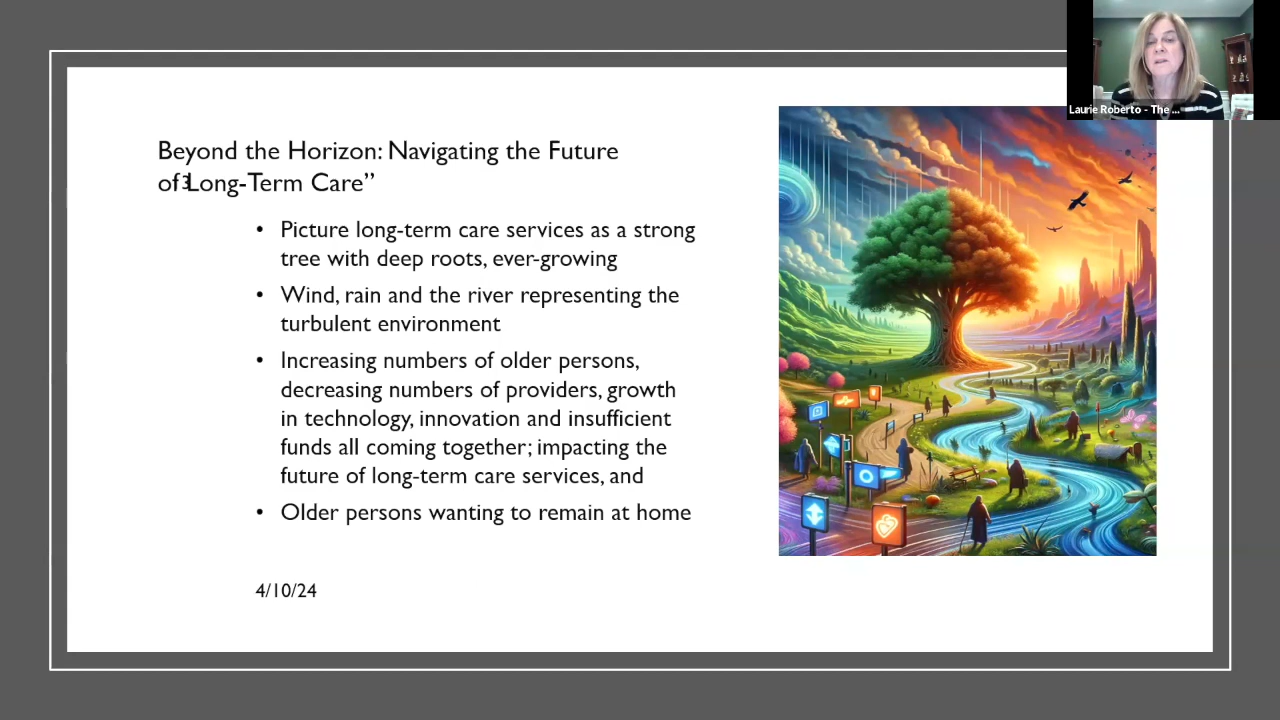 Laurie Roberto - The ...
Beyond the Horizon: Navigating the Future
of Long-Term Care”
3
• Picture long-term care services as a strong
tree with deep roots, ever-growing
• Wind, rain and the river representing the
turbulent environment
• Increasing numbers of older persons,
decreasing numbers of providers, growth
in technology, innovation and insufficient
funds all coming together; impacting the
future of long-term care services, and
• Older persons wanting to remain at home
4/10/24